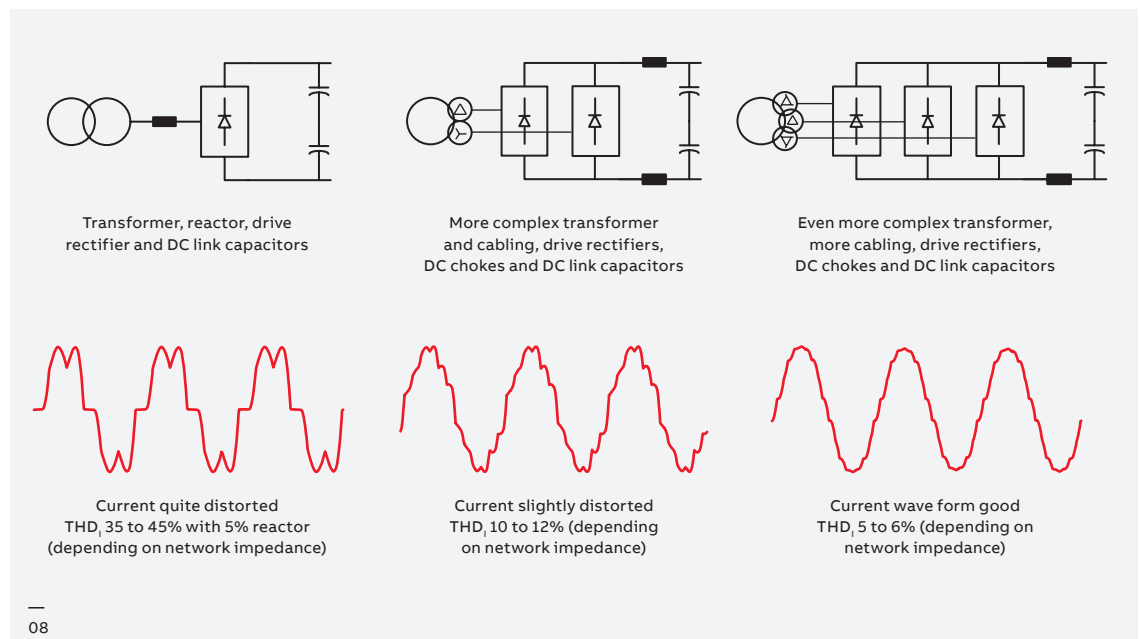 Transformer, reactor, drive
rectifier and DC link capacitors
More complex transformer
and cabling, drive rectifiers,
DC chokes and DC link capacitors
Even more complex transformer,
more cabling, drive rectifiers,
DC chokes and DC link capacitors
Current quite distorted
THDI 35 to 45% with 5% reactor
(depending on network impedance)
Current slightly distorted
THDI 10 to 12% (depending
on network impedance)
Current wave form good
THDI 5 to 6% (depending on
network impedance)
—
08